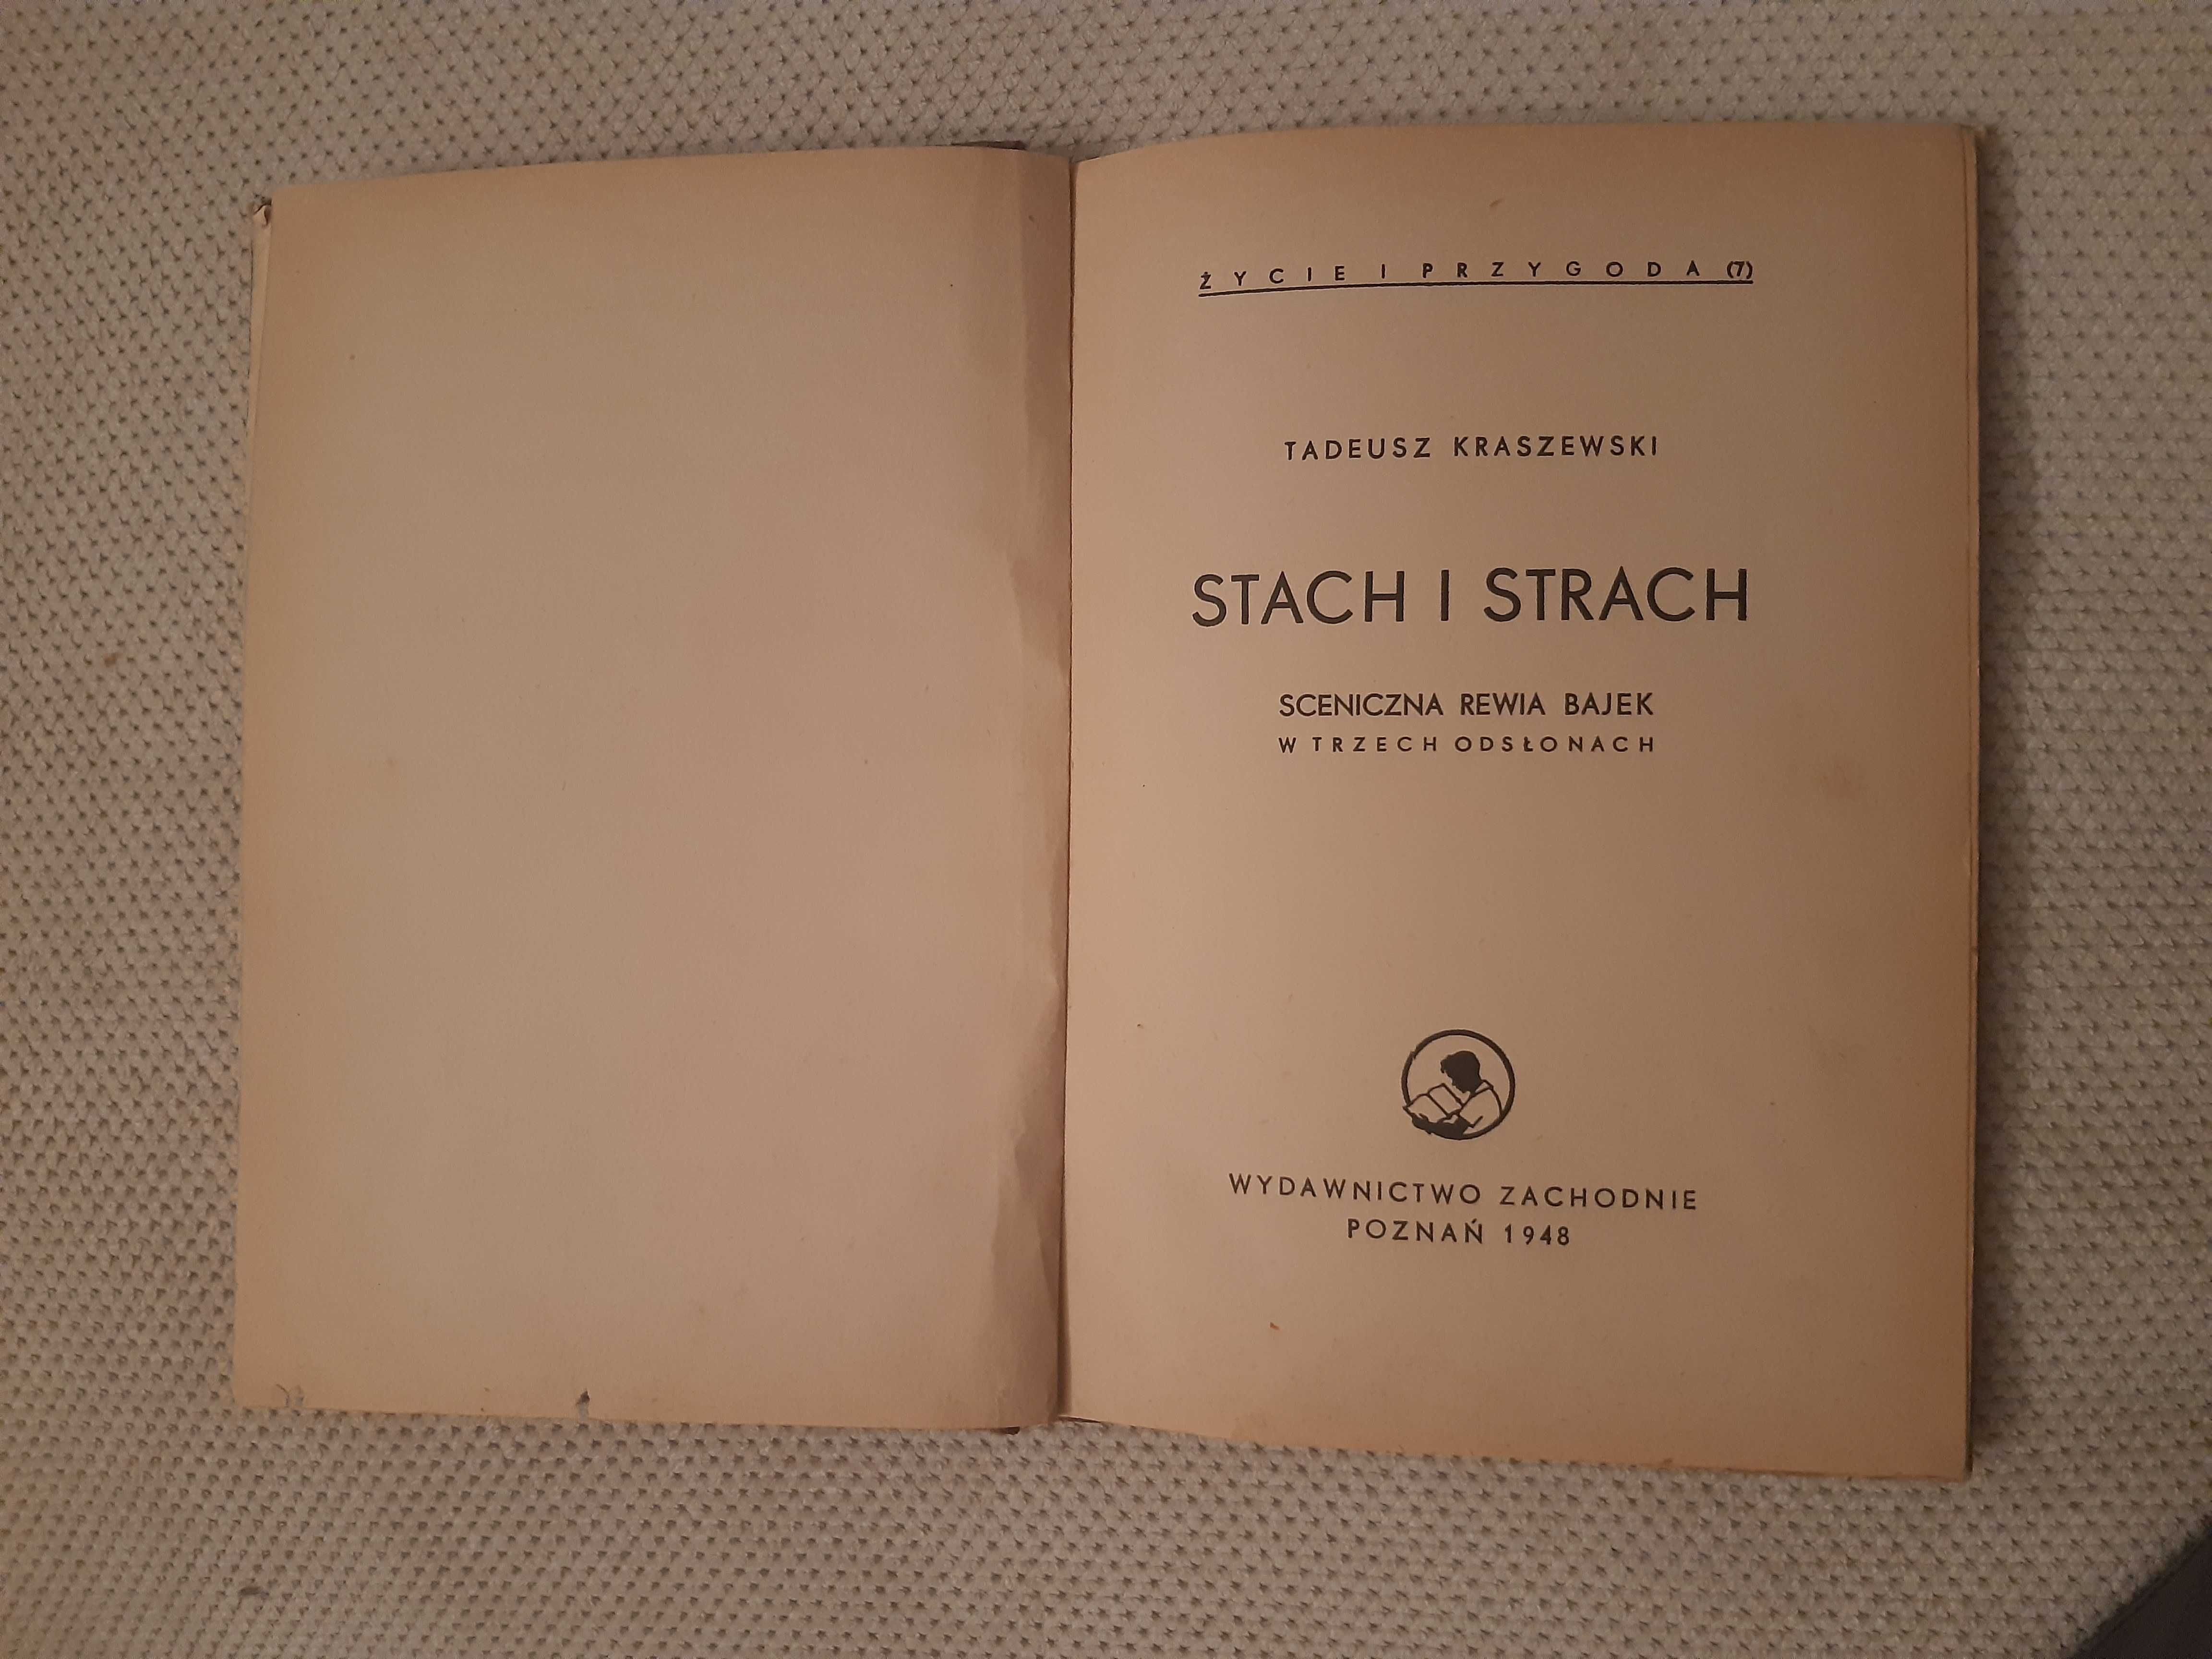 ŻYCIE I PRZYGODA (7)
TADEUSZ KRASZEWSKI
STACH I STRACH
SCENICZNA REWIA BAJEK
W TRZECH ODSŁONACH
WYDAWNICTWO ZACHODNIE
POZNAŃ 1948